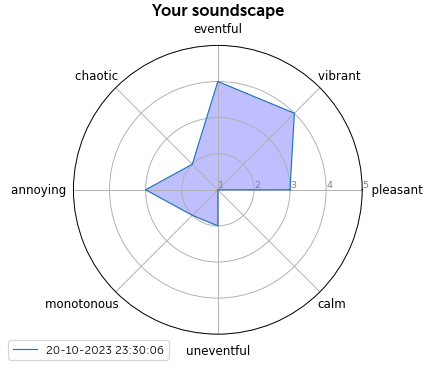 Your soundscape
eventful
chaotic
vibrant
annoying
1
2
3
4
5
pleasant
monotonous
calm
uneventful
20-10-2023 23:30:06